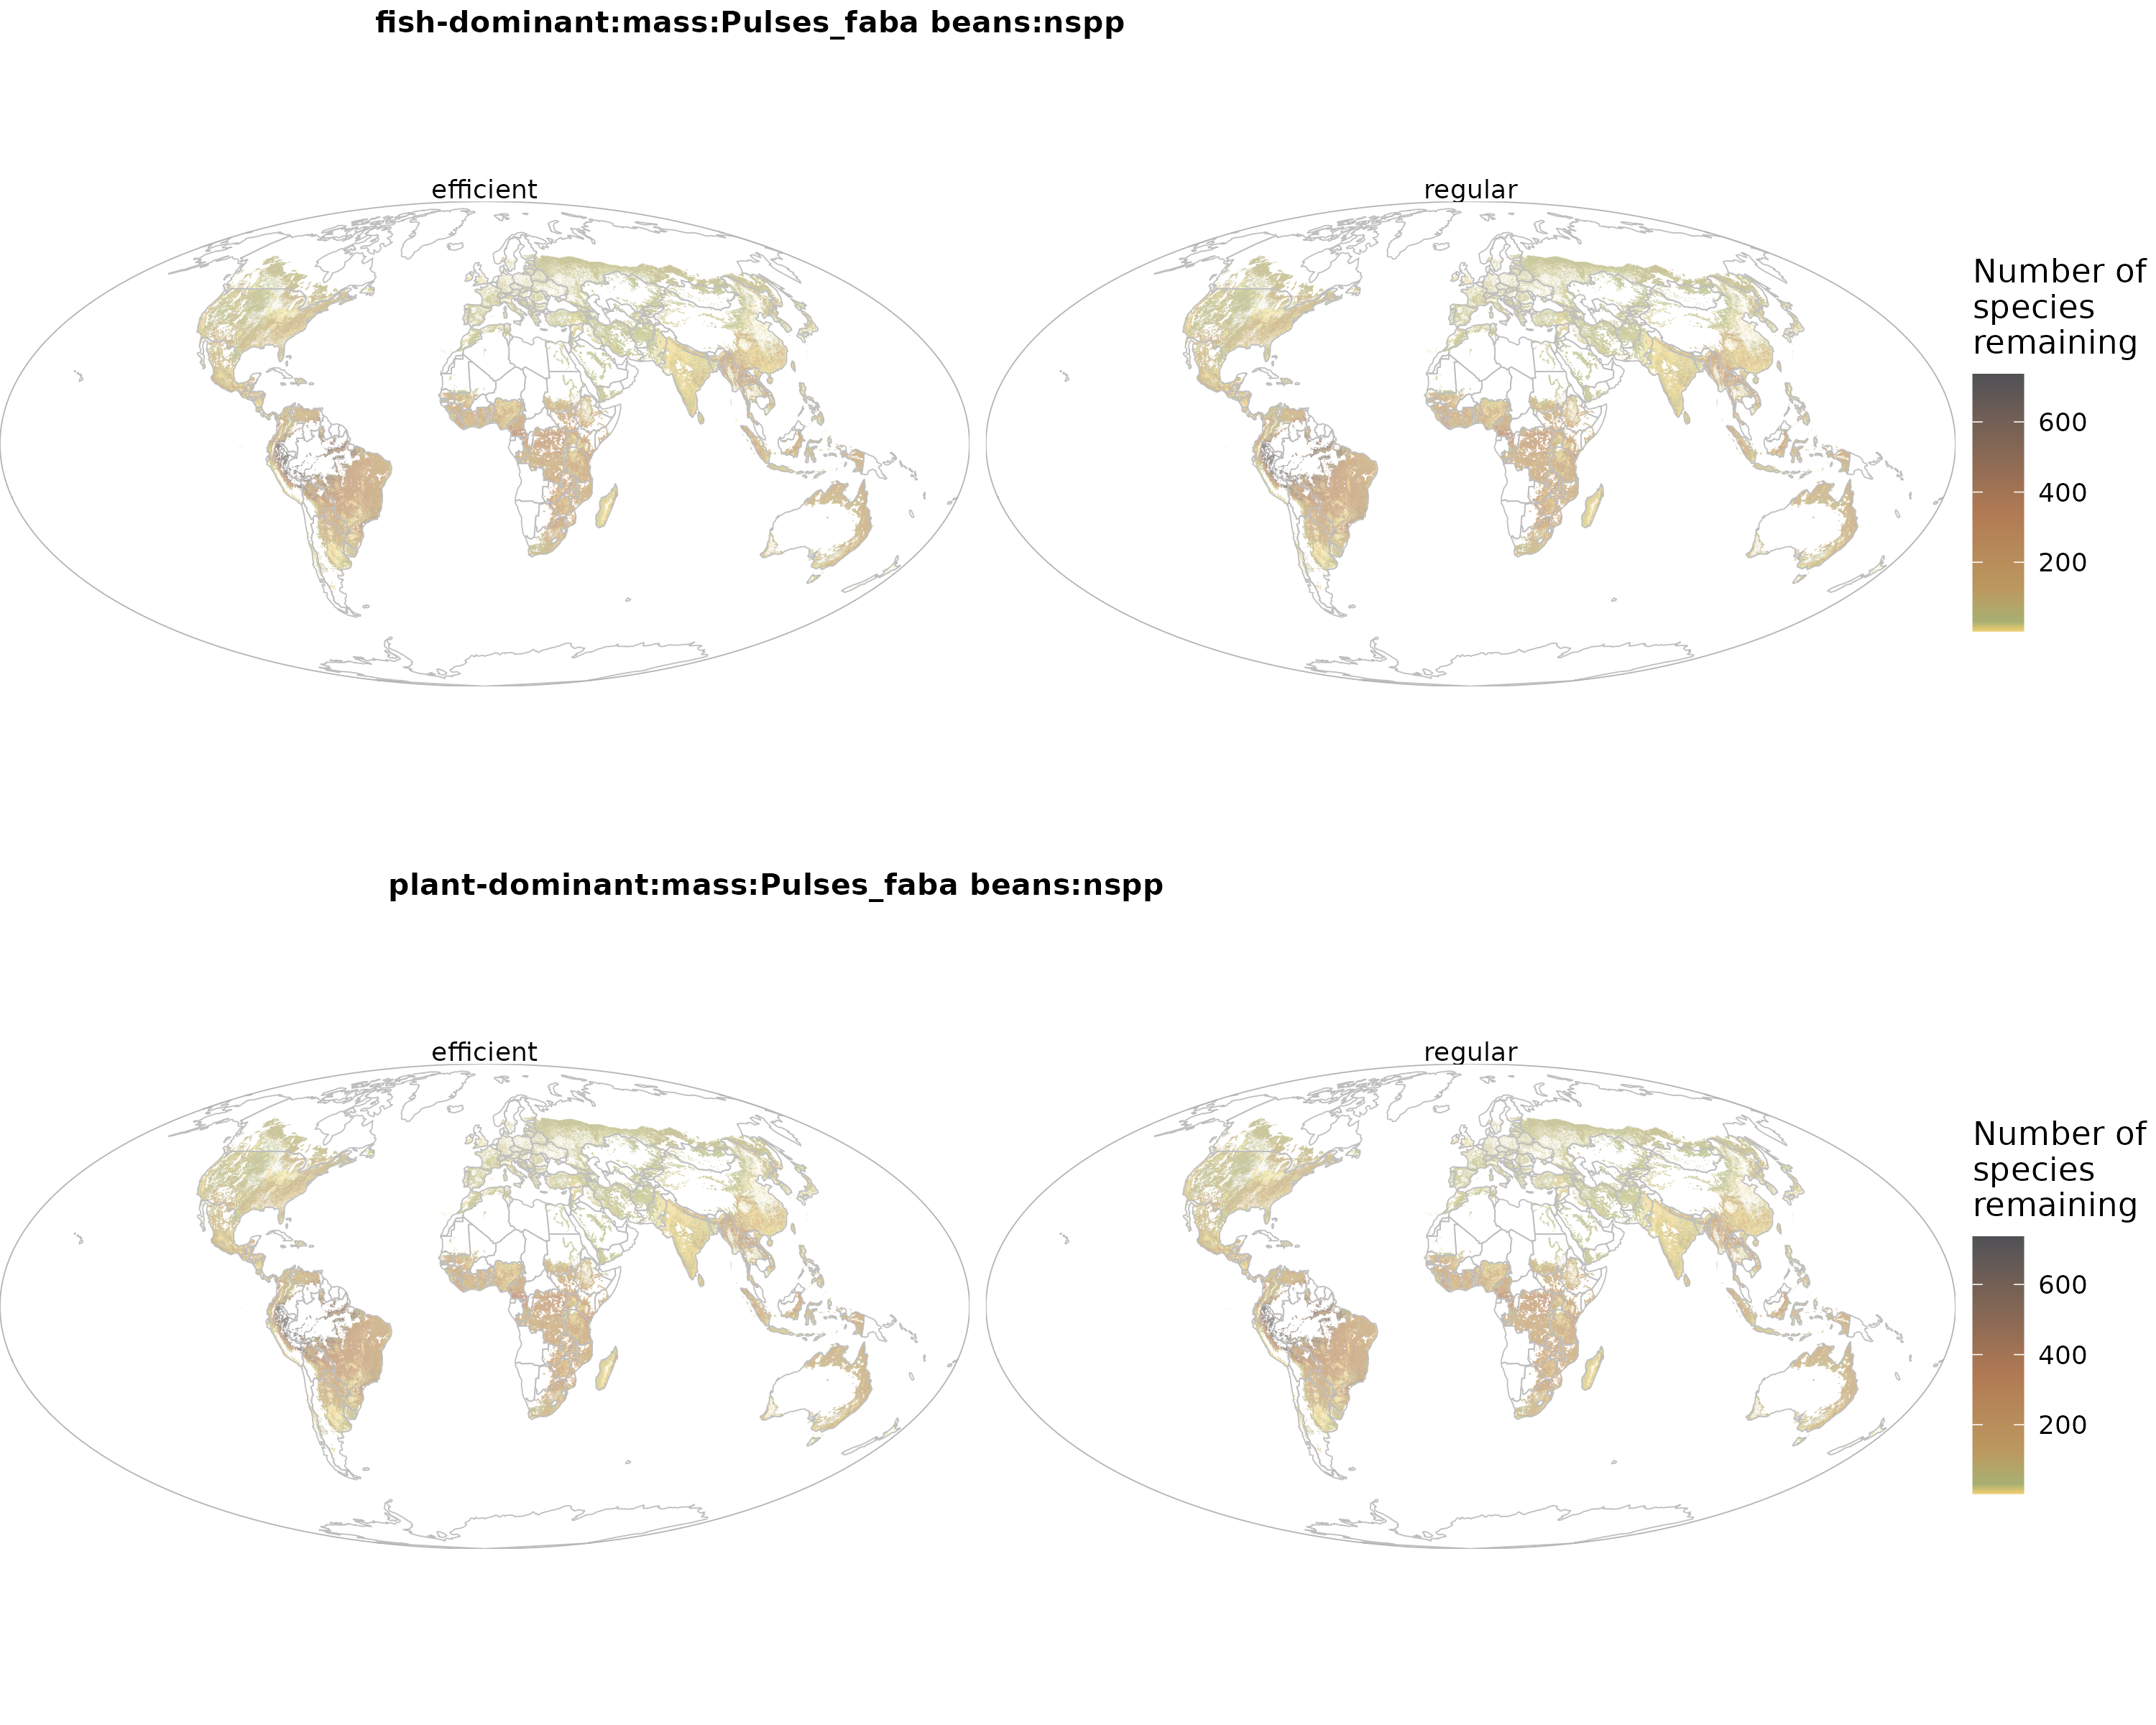 fish-dominant:mass:Pulses_faba beans:nspp
efficient
regular
Number of
species
remaining
600
400
200
plant-dominant:mass:Pulses_faba beans:nspp
efficient
regular
Number of
species
remaining
600
400
200